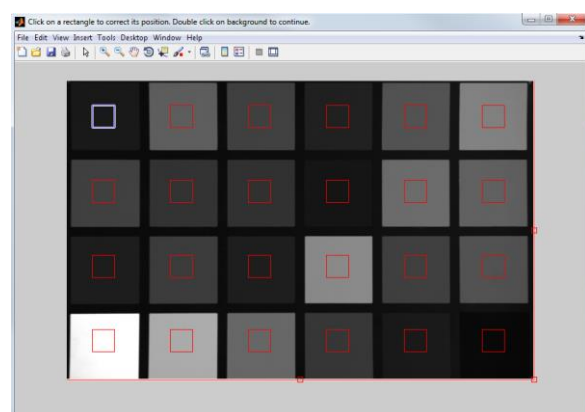 Click on a rectangle to correct its position. Double click on background to continue.
File Edit View Insert Tools Desktop Window Help